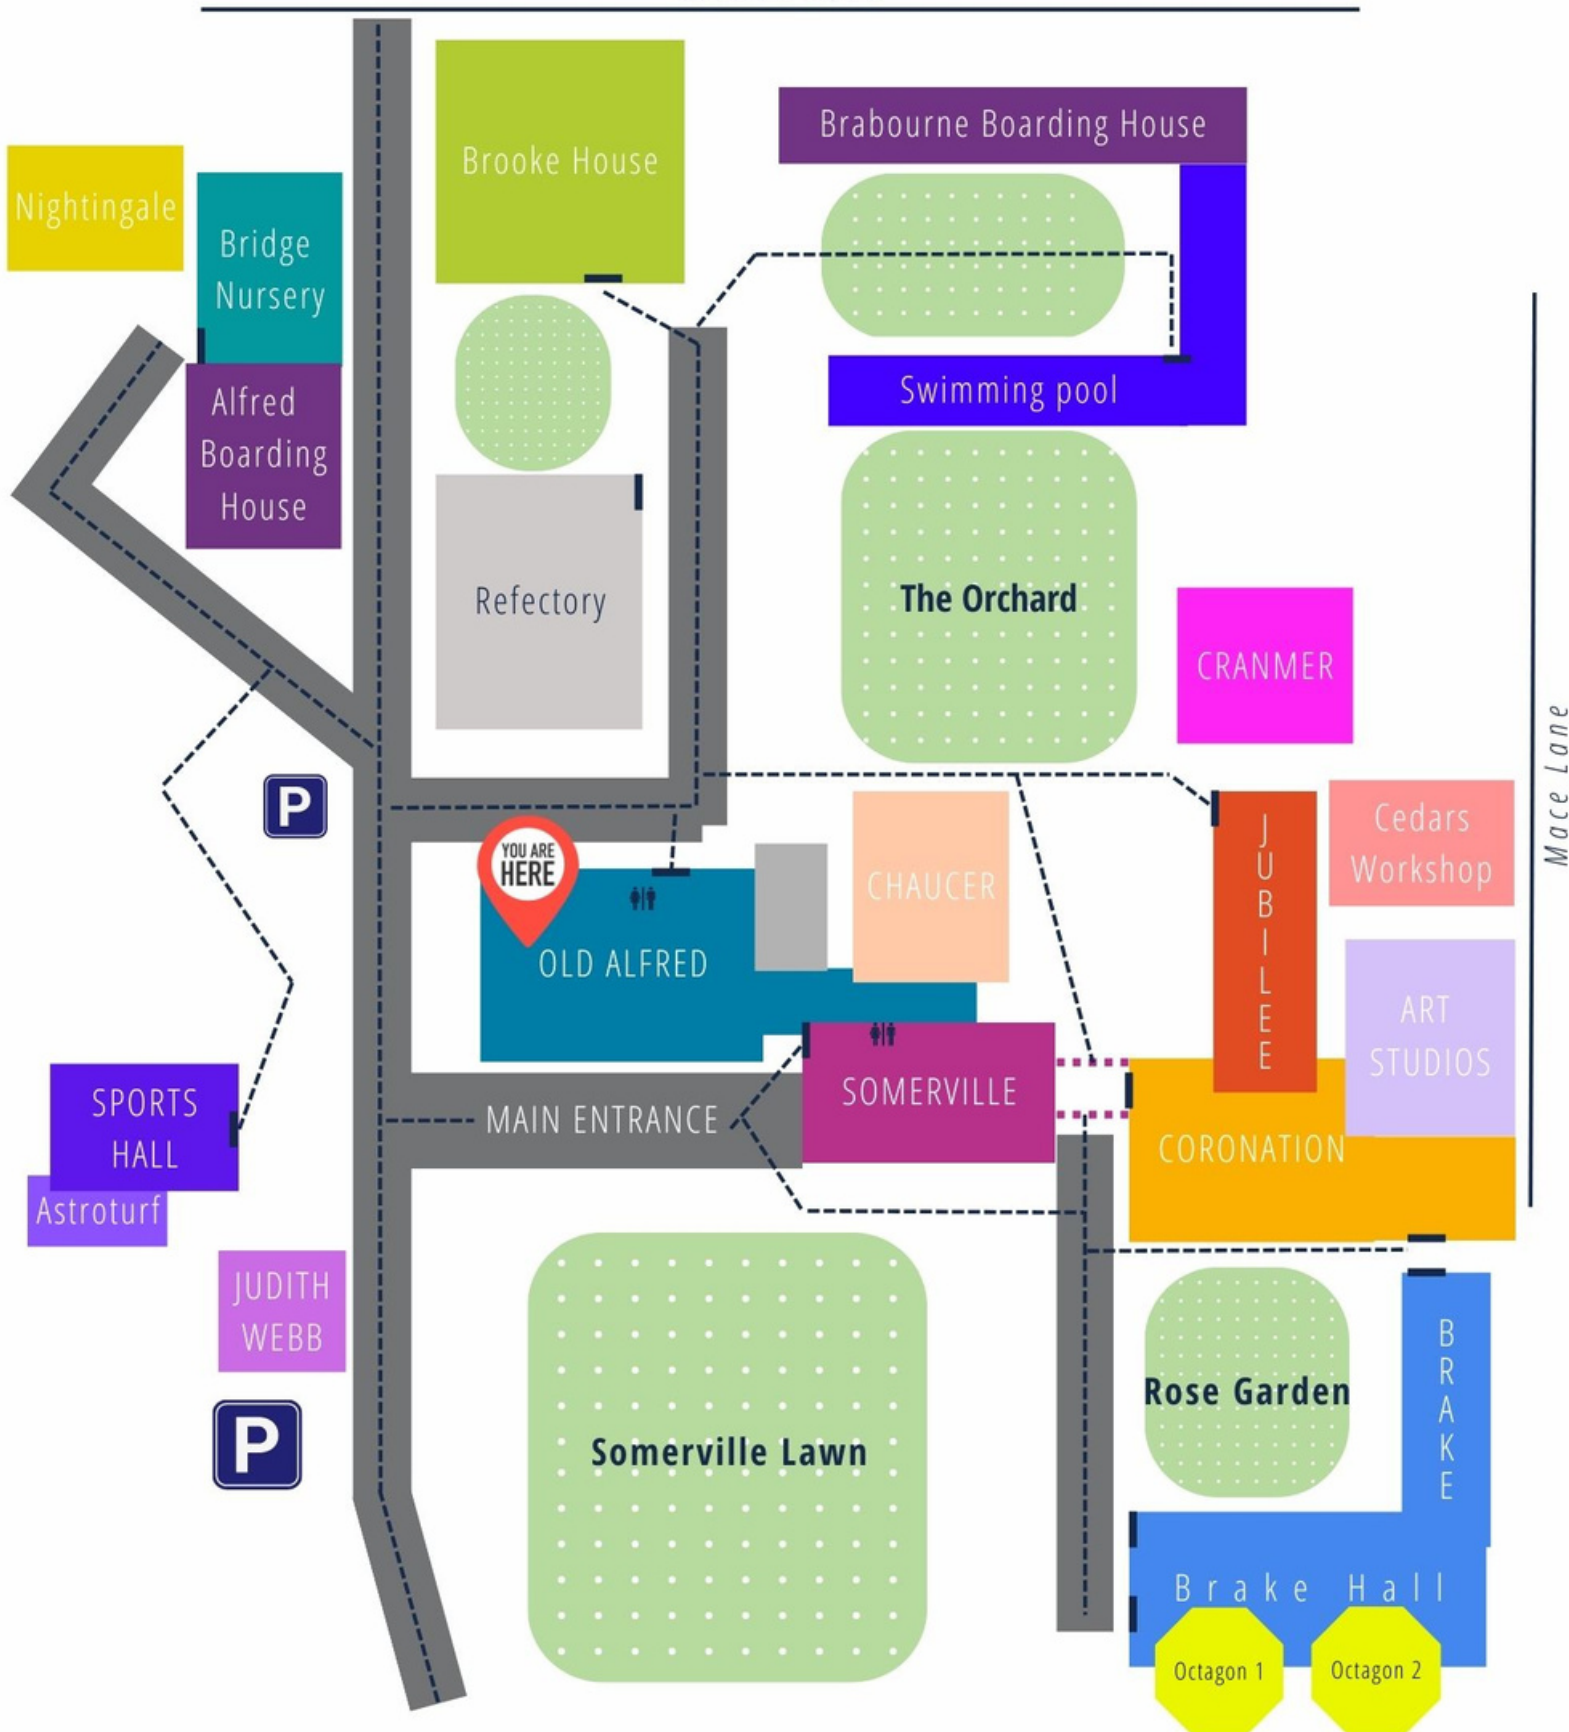 Brabourne Boarding House
Brooke House
Nightingale
Bridge
Nursery
Alfred
Boarding
House
Swimming pool
Refectory
The Orchard
CRANMER
Mace Lane
P
YOU ARE
HERE
OLD ALFRED
CHAUCER
JUBILEE
Cedars
Workshop
ART
STUDIOS
SPORTS
HALL
Astroturf
MAIN ENTRANCE
SOMERVILLE
CORONATION
JUDITH
WEBB
P
Somerville Lawn
Rose Garden
BRAKE
Brake Hall
Octagon 1
Octagon 2